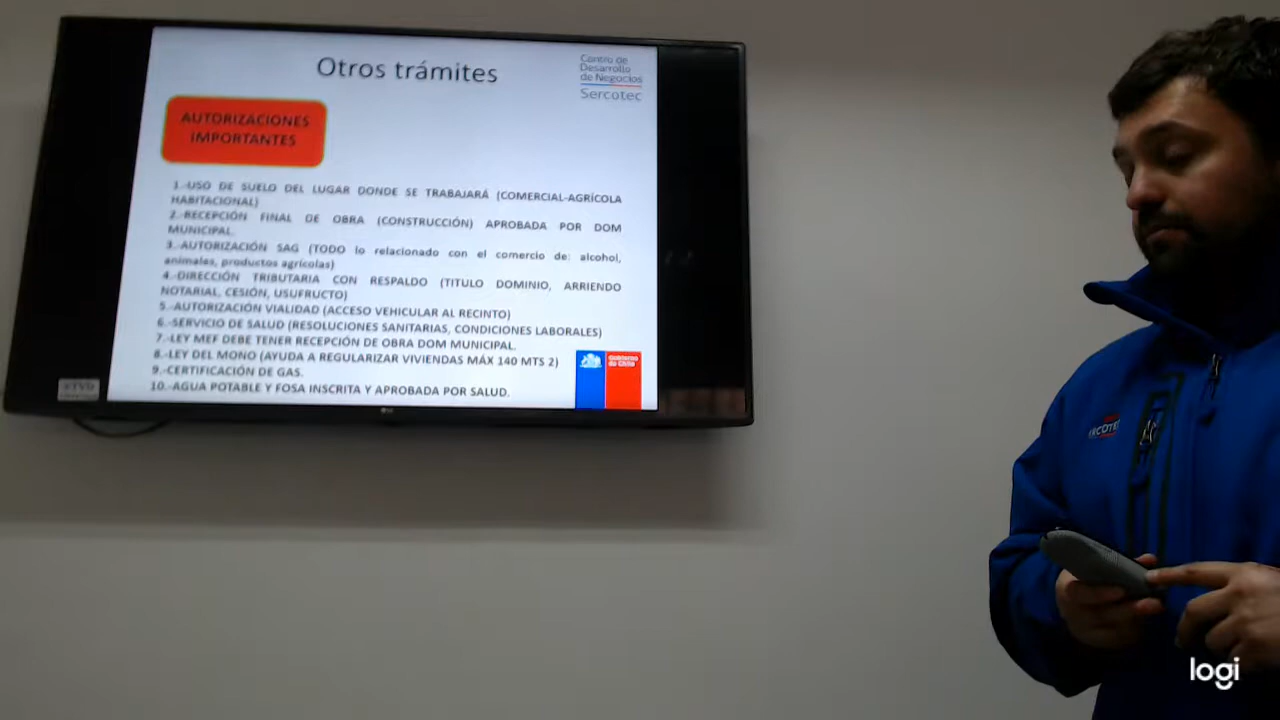 Otros trámites
Centro de
Desarrollo
de Negocios
Sercotec
AUTORIZACIONES
IMPORTANTES
1.-USO DE SUELO DEL LUGAR DONDE SE TRABAJARÁ (COMERCIAL-AGRÍCOLA
HABITACIONAL)
2.-RECEPCIÓN FINAL DE OBRA (CONSTRUCCIÓN) APROBADA POR DOM
MUNICIPAL.
3.-AUTORIZACIÓN SAG (TODO lo relacionado con el comercio de: alcohol,
animales, productos agrícolas)
4.-DIRECCIÓN TRIBUTARIA CON RESPALDO (TITULO DOMINIO, ARRIENDO
NOTARIAL, CESIÓN, USUFRUCTO)
5.-AUTORIZACIÓN VIALIDAD (ACCESO VEHICULAR AL RECINTO)
6.-SERVICIO DE SALUD (RESOLUCIONES SANITARIAS, CONDICIONES LABORALES)
7.-LEY MEF DEBE TENER RECEPCIÓN DE OBRA DOM MUNICIPAL.
8.-LEY DEL MONO (AYUDA A REGULARIZAR VIVIENDAS MÁX 140 MTS 2)
9.-CERTIFICACIÓN DE GAS.
10.-AGUA POTABLE Y FOSA INSCRITA Y APROBADA POR SALUD.
Gobierno
de Chile
LG
SERCOTEC
logi